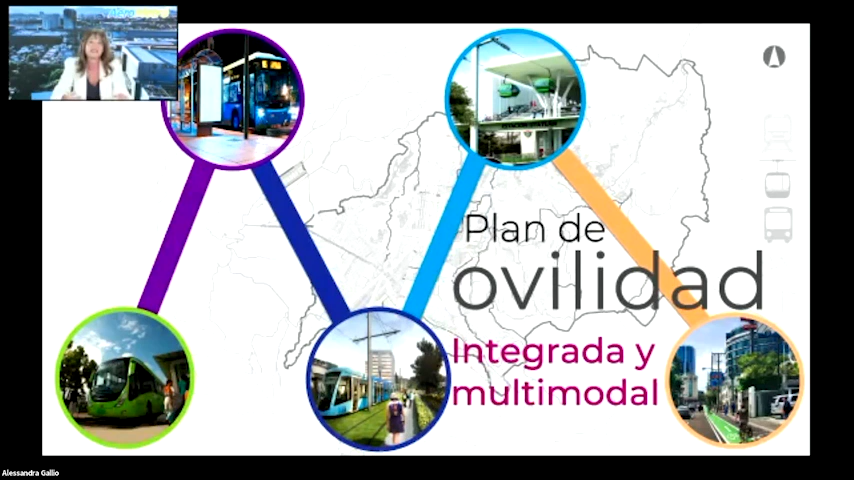 Plan de
ovilidad
Integrada y
multimodal
Alessandra Gallo